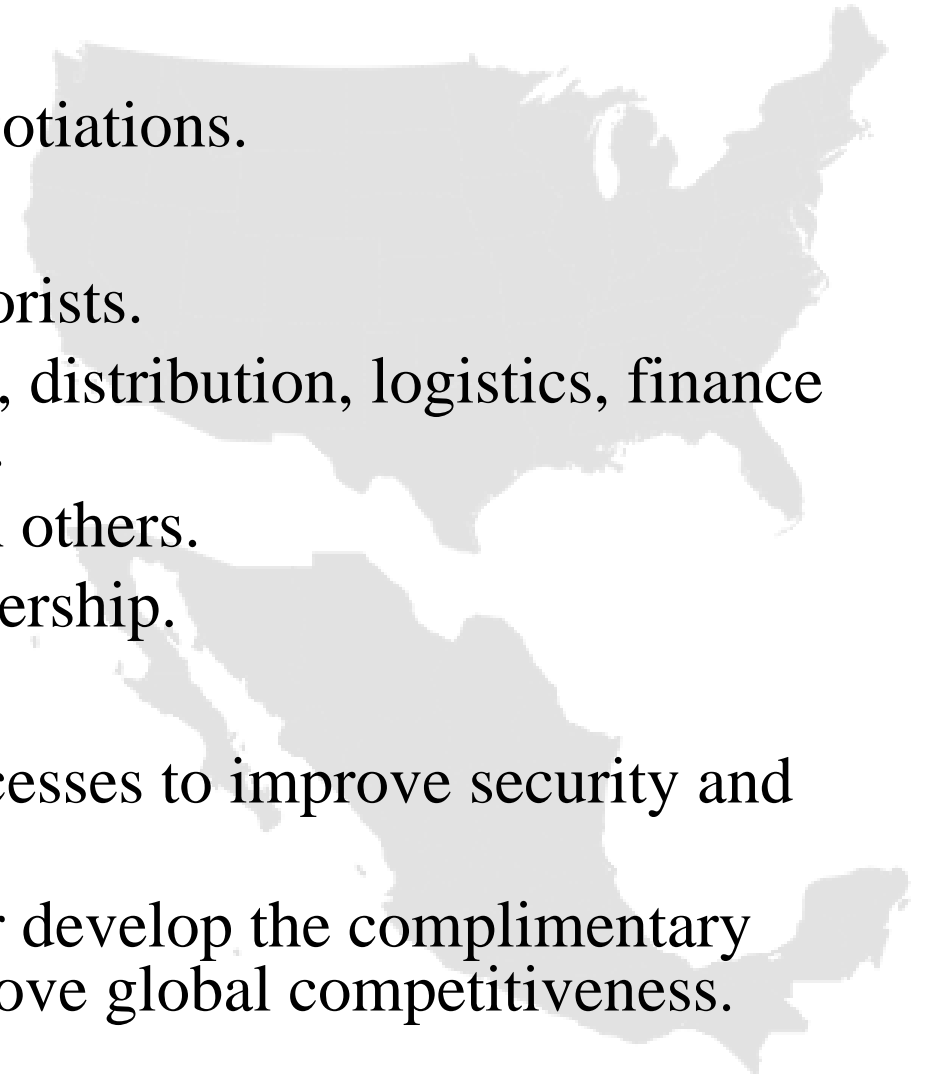 otiations.
orists.
, distribution, logistics, finance
.
others.
ership.
cesses to improve security and
r develop the complimentary
ove global competitiveness.